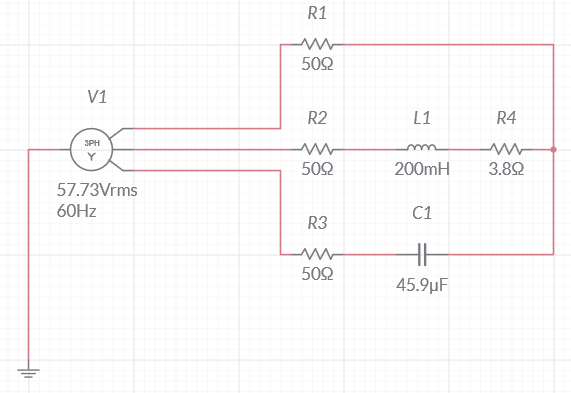 R1
50Ω
V1
3PH
Y
57.73Vrms
60Hz
R2
50Ω
L1
200mH
R4
3.8Ω
R3
50Ω
C1
45.9µF